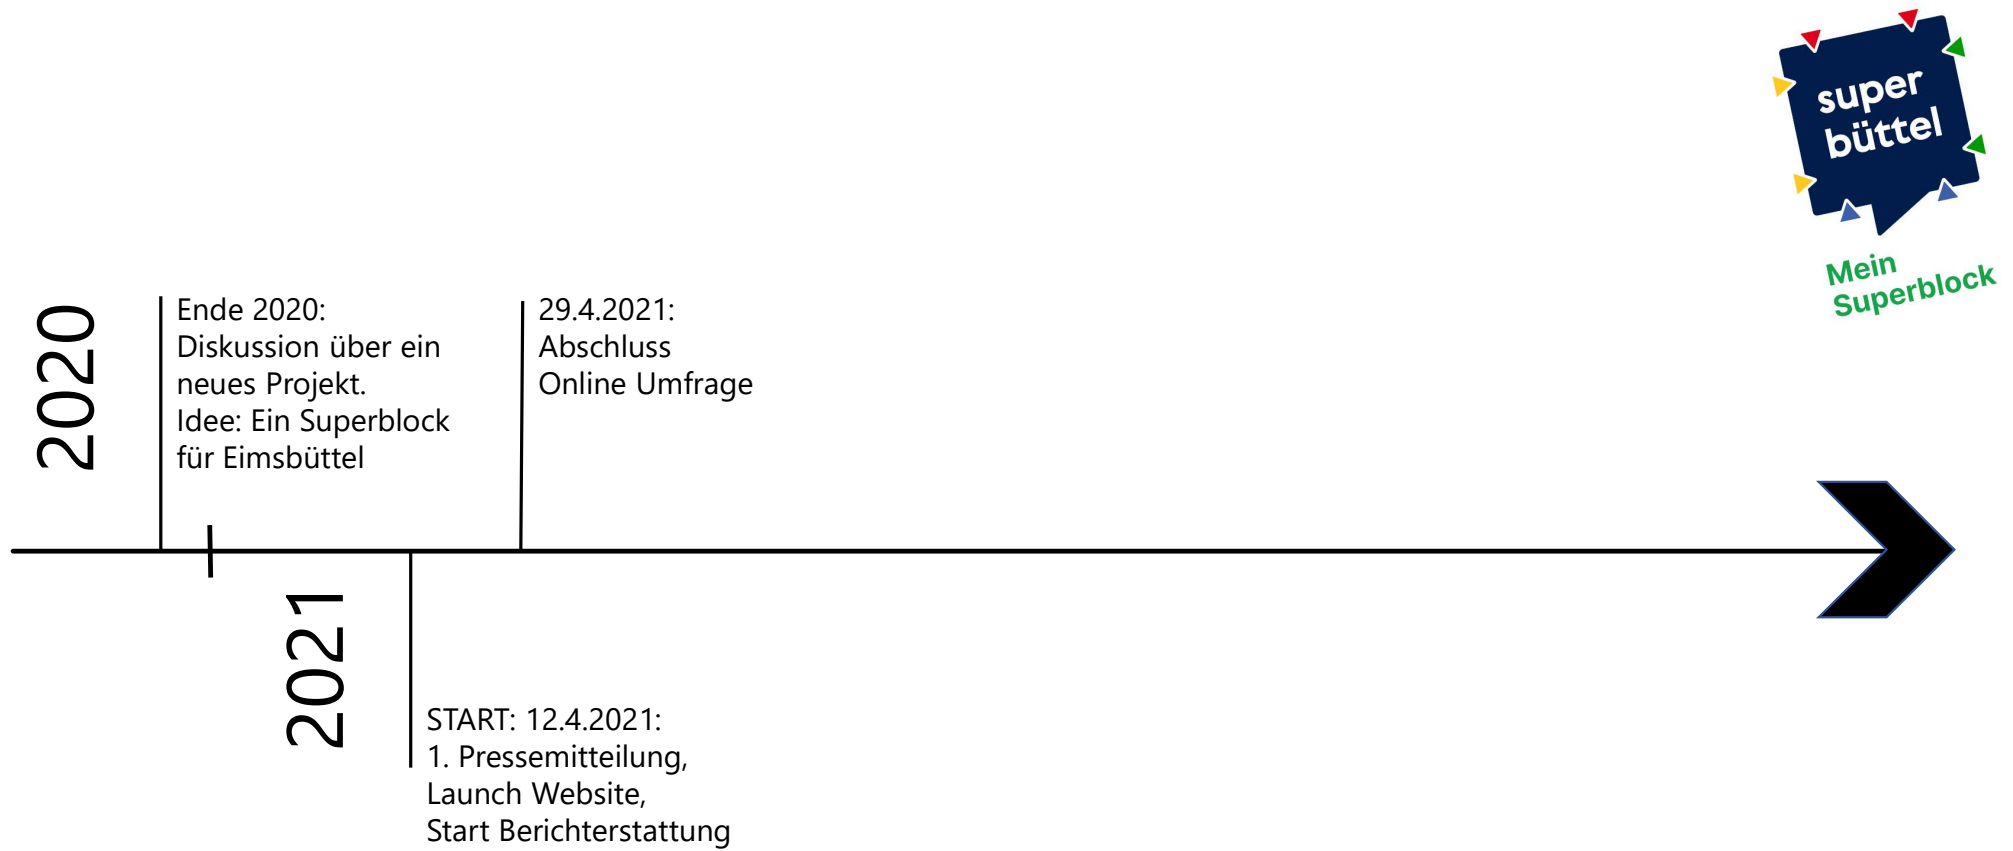 super
büttel
Mein
Superblock
2020
Ende 2020:
Diskussion über ein
neues Projekt.
Idee: Ein Superblock
für Eimsbüttel
29.4.2021:
Abschluss
Online Umfrage
2021
START: 12.4.2021:
1. Pressemitteilung,
Launch Website,
Start Berichterstattung